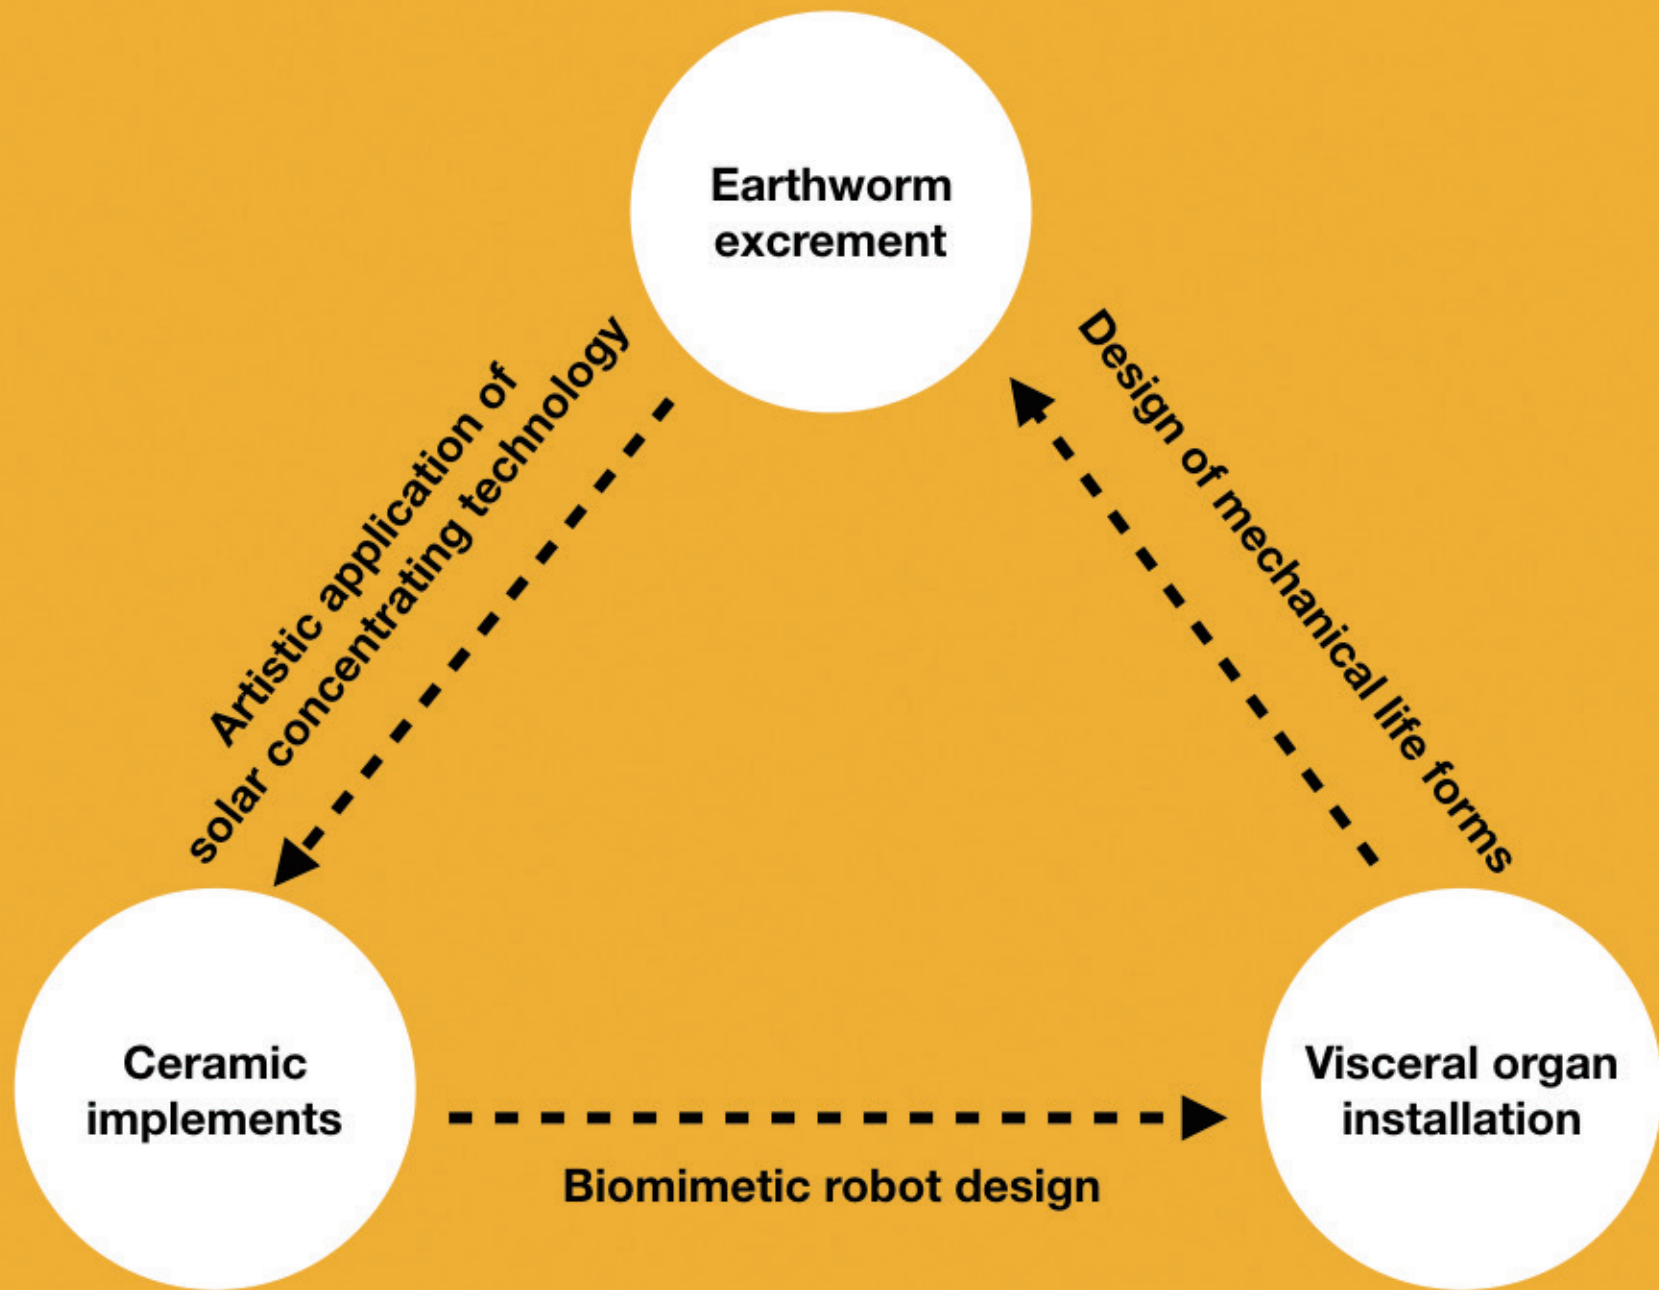 Earthworm
excrement
Artistic application of
solar concentrating technology
Design of mechanical life forms
Ceramic
implements
Visceral organ
installation
Biomimetic robot design